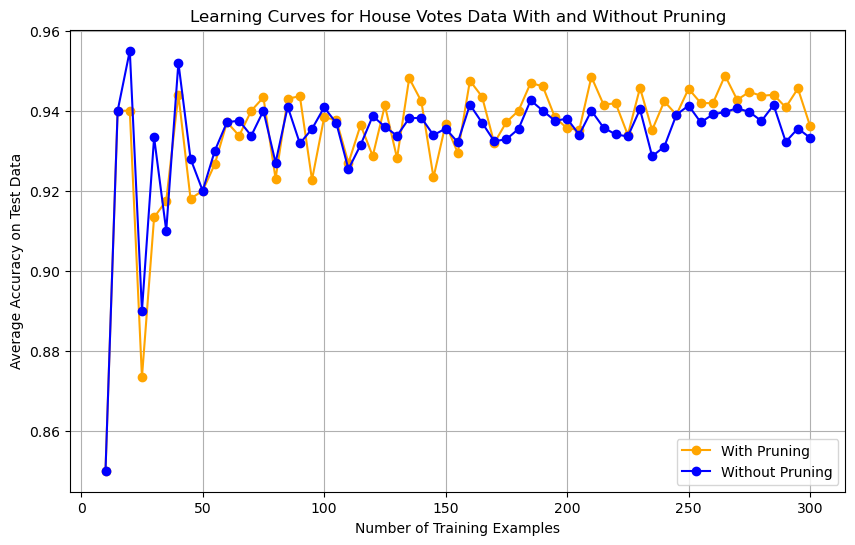 Learning Curves for House Votes Data With and Without Pruning
Average Accuracy on Test Data
0.96
0.94
0.92
0.90
0.88
0.86
0
50
100
150
200
250
300
Number of Training Examples
With Pruning
Without Pruning